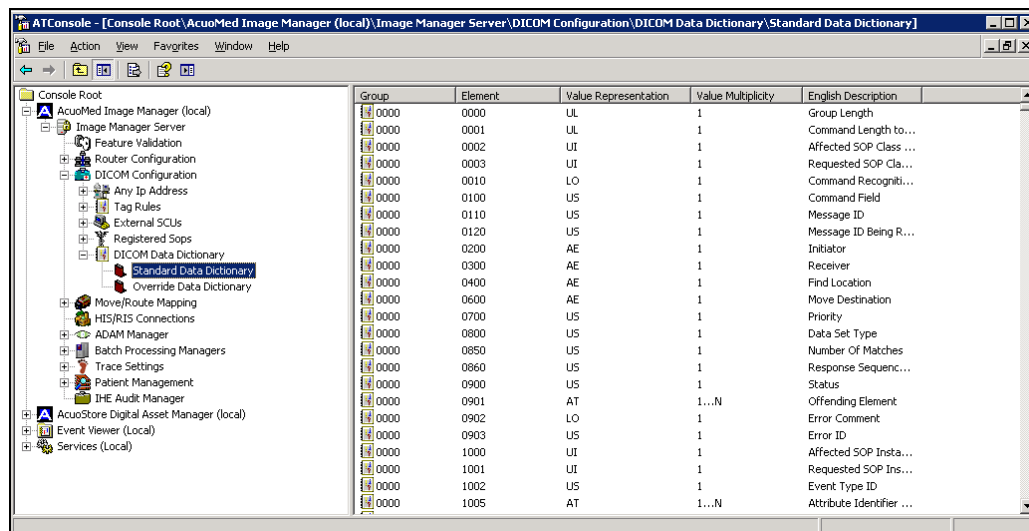 ATConsole - [Console Root\AcuoMed Image Manager (local)\Image Manager Server\DICOM Configuration\DICOM Data Dictionary\Standard Data Dictionary]
File Action View Favorites Window Help
Console Root
AcuoMed Image Manager (local)
Image Manager Server
Feature Validation
Router Configuration
DICOM Configuration
Any Ip Address
Tag Rules
External SCUs
Registered Sops
DICOM Data Dictionary
Standard Data Dictionary
Override Data Dictionary
Move/Route Mapping
HIS/RIS Connections
ADAM Manager
Batch Processing Managers
Trace Settings
Patient Management
IHE Audit Manager
AcuoStore Digital Asset Manager (local)
Event Viewer (Local)
Services (Local)
Group Element Value Representation Value Multiplicity English Description
0000 0000 UL 1 Group Length
0000 0001 UL 1 Command Length to...
0000 0002 UI 1 Affected SOP Class ...
0000 0003 UI 1 Requested SOP Cla...
0000 0010 LO 1 Command Recogniti...
0000 0100 US 1 Command Field
0000 0110 US 1 Message ID
0000 0120 US 1 Message ID Being R...
0000 0200 AE 1 Initiator
0000 0300 AE 1 Receiver
0000 0400 AE 1 Find Location
0000 0600 AE 1 Move Destination
0000 0700 US 1 Priority
0000 0800 US 1 Data Set Type
0000 0850 US 1 Number Of Matches
0000 0860 US 1 Response Sequenc...
0000 0900 US 1 Status
0000 0901 AT 1...N Offending Element
0000 0902 LO 1 Error Comment
0000 0903 US 1 Error ID
0000 1000 UI 1 Affected SOP Insta...
0000 1001 UI 1 Requested SOP Ins...
0000 1002 US 1 Event Type ID
0000 1005 AT 1...N Attribute Identifier ...